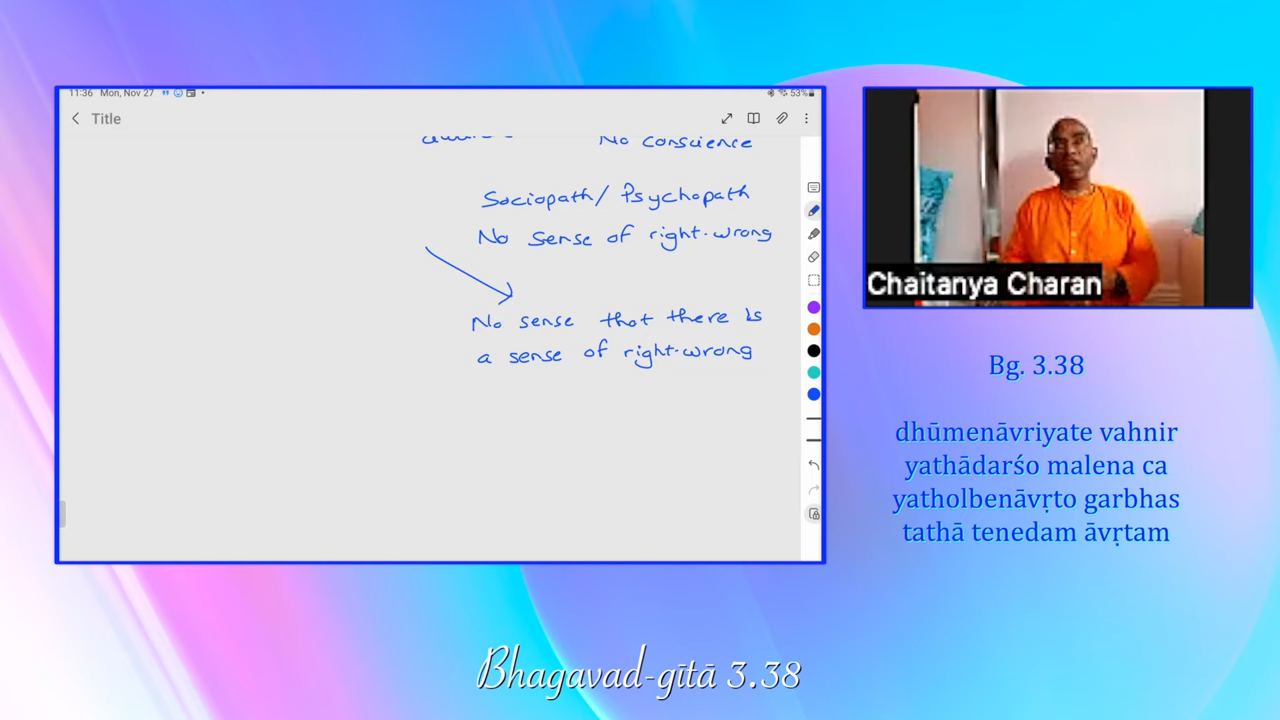 11:36 Mon, Nov 27
53%
Title
No conscience
Sociopath/ Psychopath
No sense of right-wrong
No sense that there is
a sense of right-wrong
Chaitanya Charan
Bg. 3.38
dhūmenāvriyate vahnir
yathādarśo malena ca
yatholbenāvṛto garbhas
tathā tenedam āvṛtam
Bhagavad-gītā 3.38